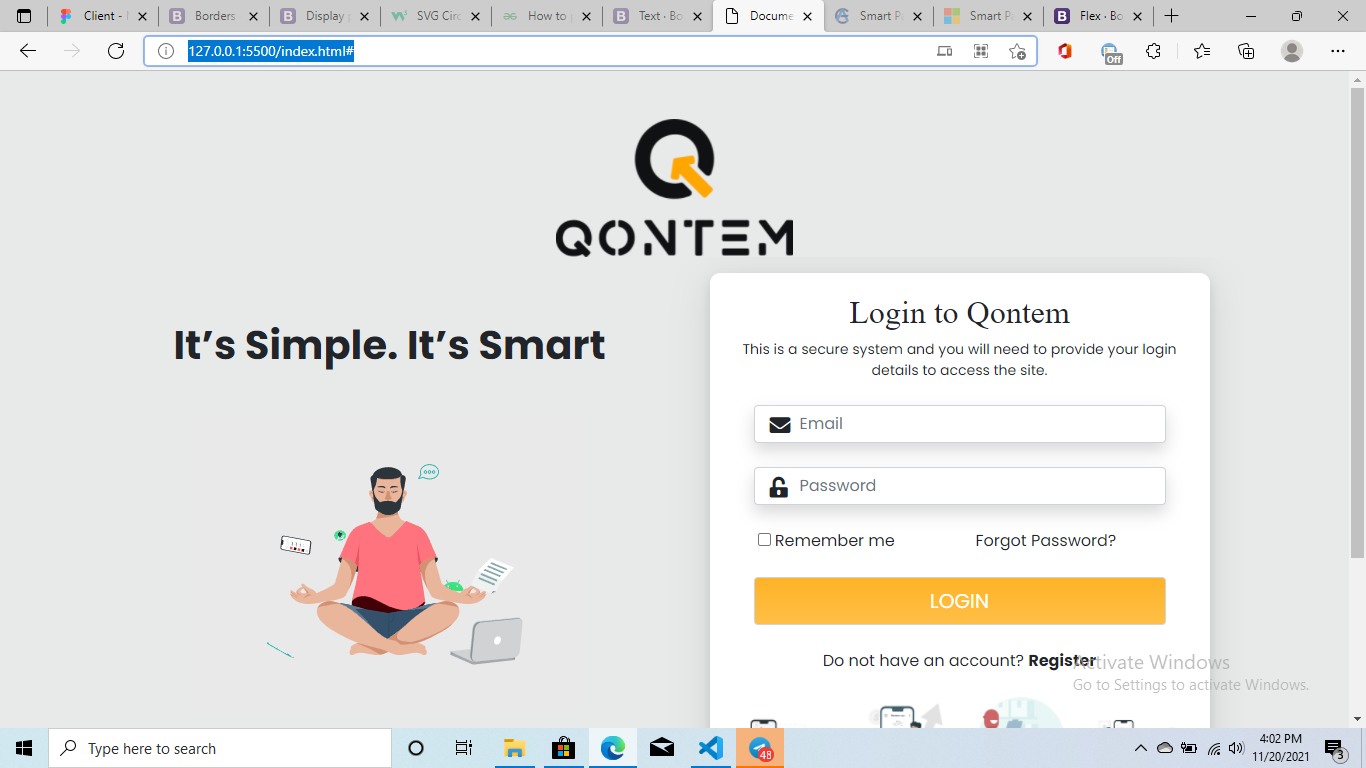 Client -
Borders
Display
SVG Circ
How to
Text · Bo
Docume
Smart Pa
Smart Pa
Flex · Bo
127.0.0.1:5500/index.html#
Off
QONTEM
It’s Simple. It’s Smart
Login to Qontem
This is a secure system and you will need to provide your login
details to access the site.
Email
Password
Remember me
Forgot Password?
LOGIN
Do not have an account? Register
Activate Windows
Go to Settings to activate Windows.
Type here to search
48
4:02 PM
11/20/2021
3